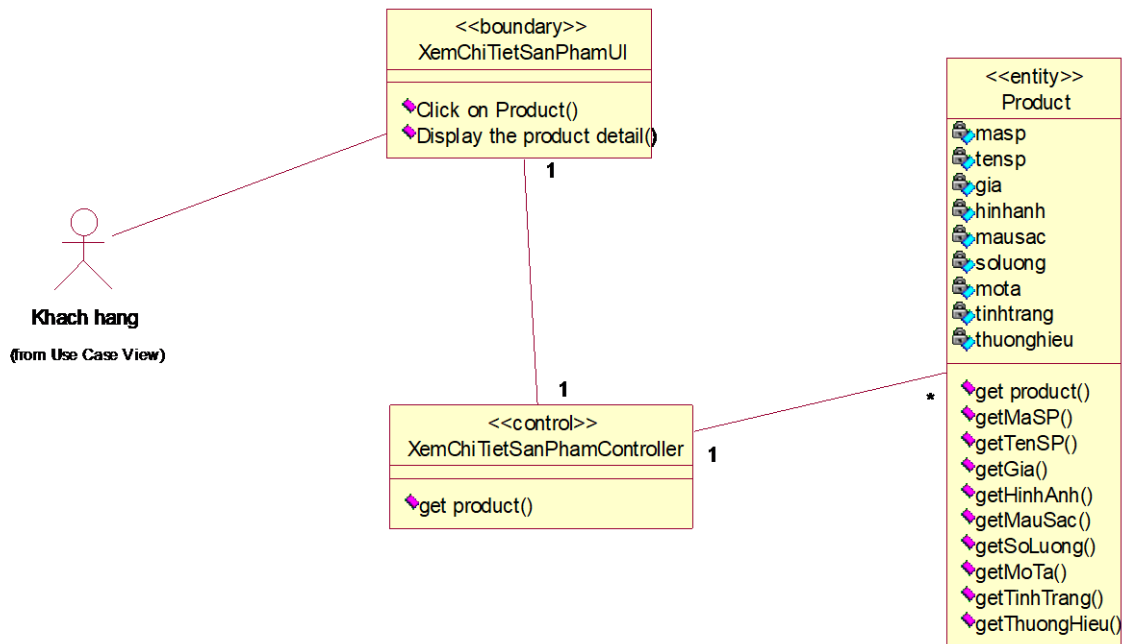 <<boundary>>
XemChiTietSanPhamUI
Click on Product()
Display the product detail()
1
Khach hang
(from Use Case View)
1
<<control>>
XemChiTietSanPhamController
get product()
1
*
<<entity>>
Product
masp
tensp
gia
hinhanh
mausac
soluong
mota
tinhtrang
thuonghieu
get product()
getMaSP()
getTenSP()
getGia()
getHinhAnh()
getMauSac()
getSoLuong()
getMoTa()
getTinhTrang()
getThuongHieu()